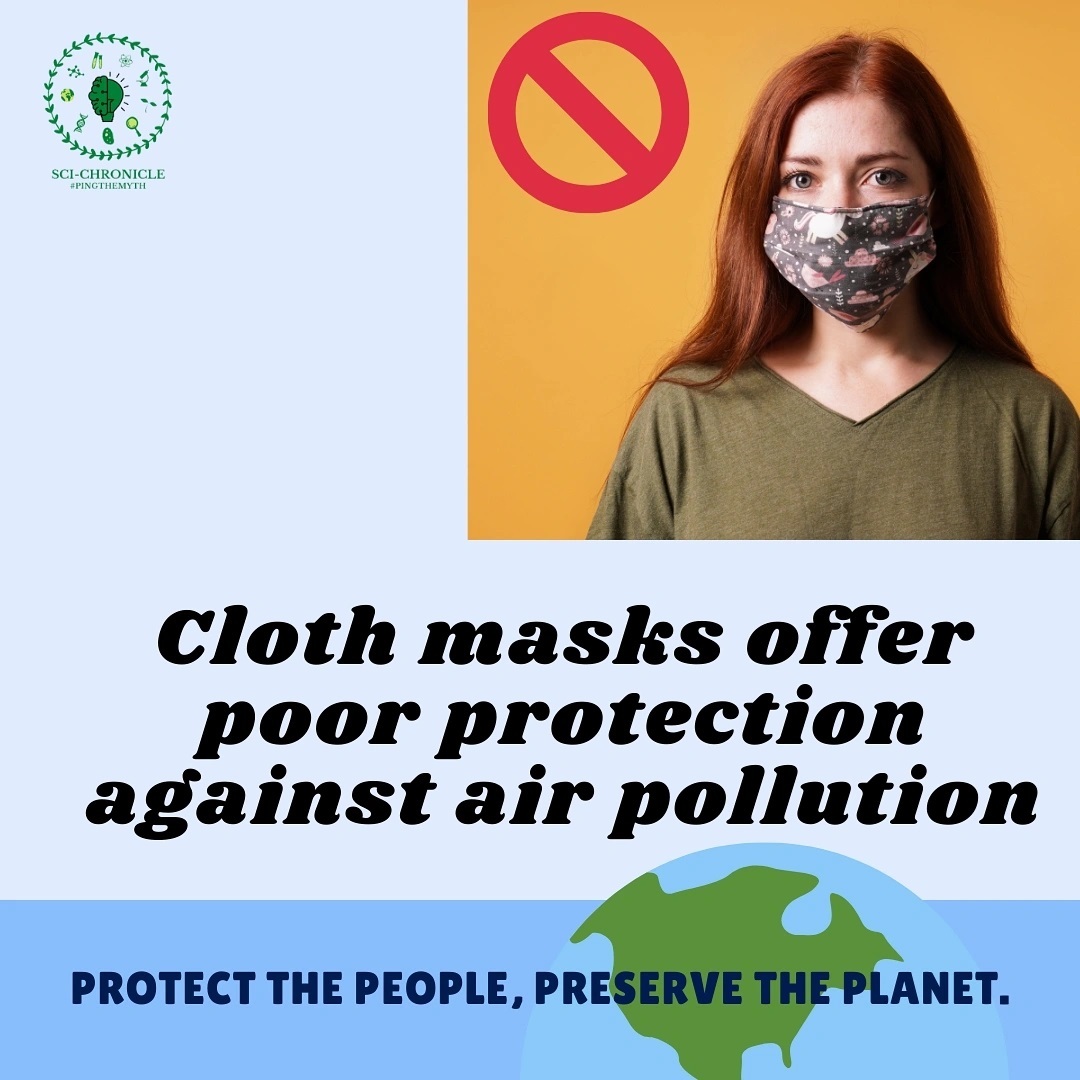 SCI-CHRONICLE
#PINGTHEMYTH
Cloth masks offer
poor protection
against air pollution
PROTECT THE PEOPLE, PRESERVE THE PLANET.